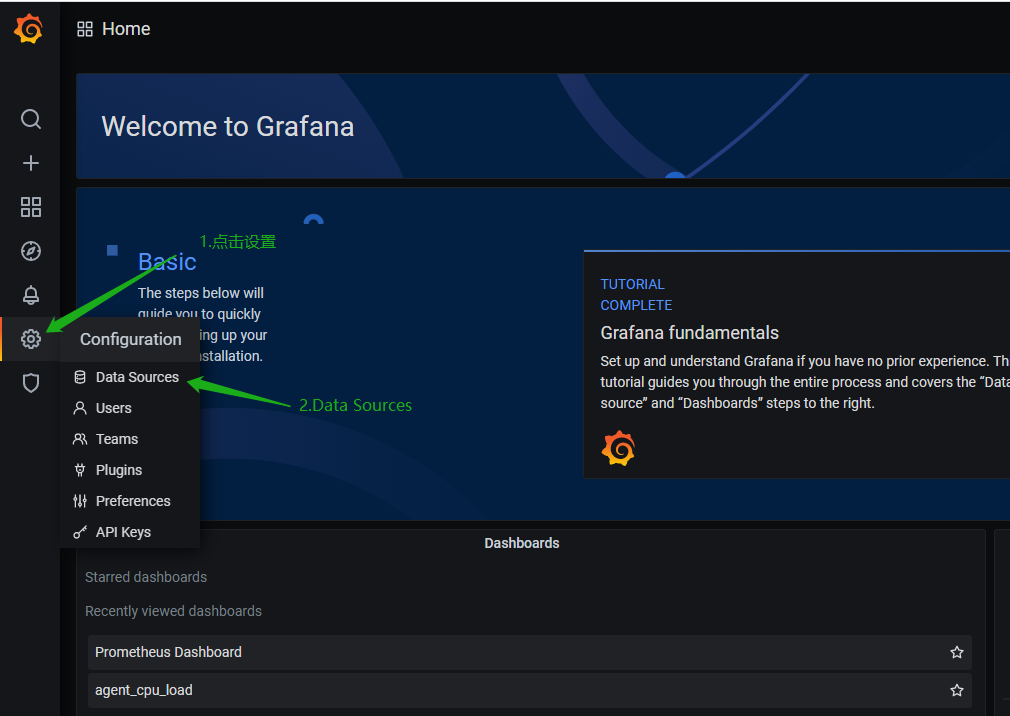 Home
Welcome to Grafana
1.点击设置
Basic
The steps below will
guide you to quickly
ing up your
nstallation.
TUTORIAL
COMPLETE
Grafana fundamentals
Set up and understand Grafana if you have no prior experience. Th
tutorial guides you through the entire process and covers the “Data
source” and “Dashboards” steps to the right.
Configuration
Data Sources
2.Data Sources
Users
Teams
Plugins
Preferences
API Keys
Dashboards
Starred dashboards
Recently viewed dashboards
Prometheus Dashboard
agent_cpu_load